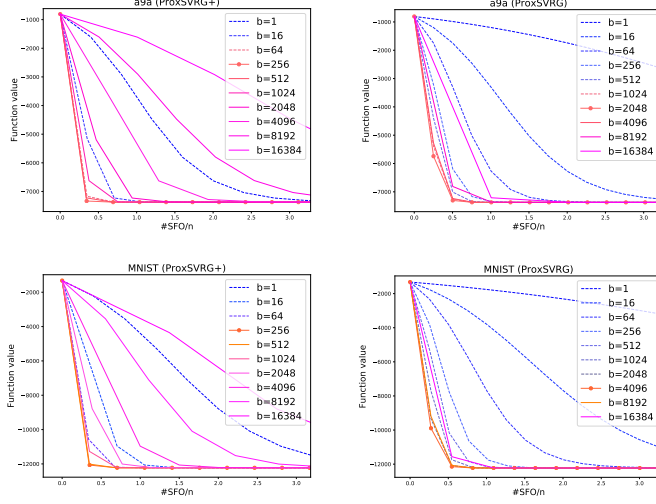 a9a (ProxSVRG+)
Function value
−1000
−2000
−3000
−4000
−5000
−6000
−7000
b=1
b=16
b=64
b=256
b=512
b=1024
b=2048
b=4096
b=8192
b=16384
0.0 0.5 1.0 1.5 2.0 2.5 3.0
#SFO/n
a9a (ProxSVRG)
Function value
−1000
−2000
−3000
−4000
−5000
−6000
−7000
b=1
b=16
b=64
b=256
b=512
b=1024
b=2048
b=4096
b=8192
b=16384
0.0 0.5 1.0 1.5 2.0 2.5 3.0
#SFO/n
MNIST (ProxSVRG+)
Function value
−2000
−4000
−6000
−8000
−10000
−12000
b=1
b=16
b=64
b=256
b=512
b=1024
b=2048
b=4096
b=8192
b=16384
0.0 0.5 1.0 1.5 2.0 2.5 3.0
#SFO/n
MNIST (ProxSVRG)
Function value
−2000
−4000
−6000
−8000
−10000
−12000
b=1
b=16
b=64
b=256
b=512
b=1024
b=2048
b=4096
b=8192
b=16384
0.0 0.5 1.0 1.5 2.0 2.5 3.0
#SFO/n